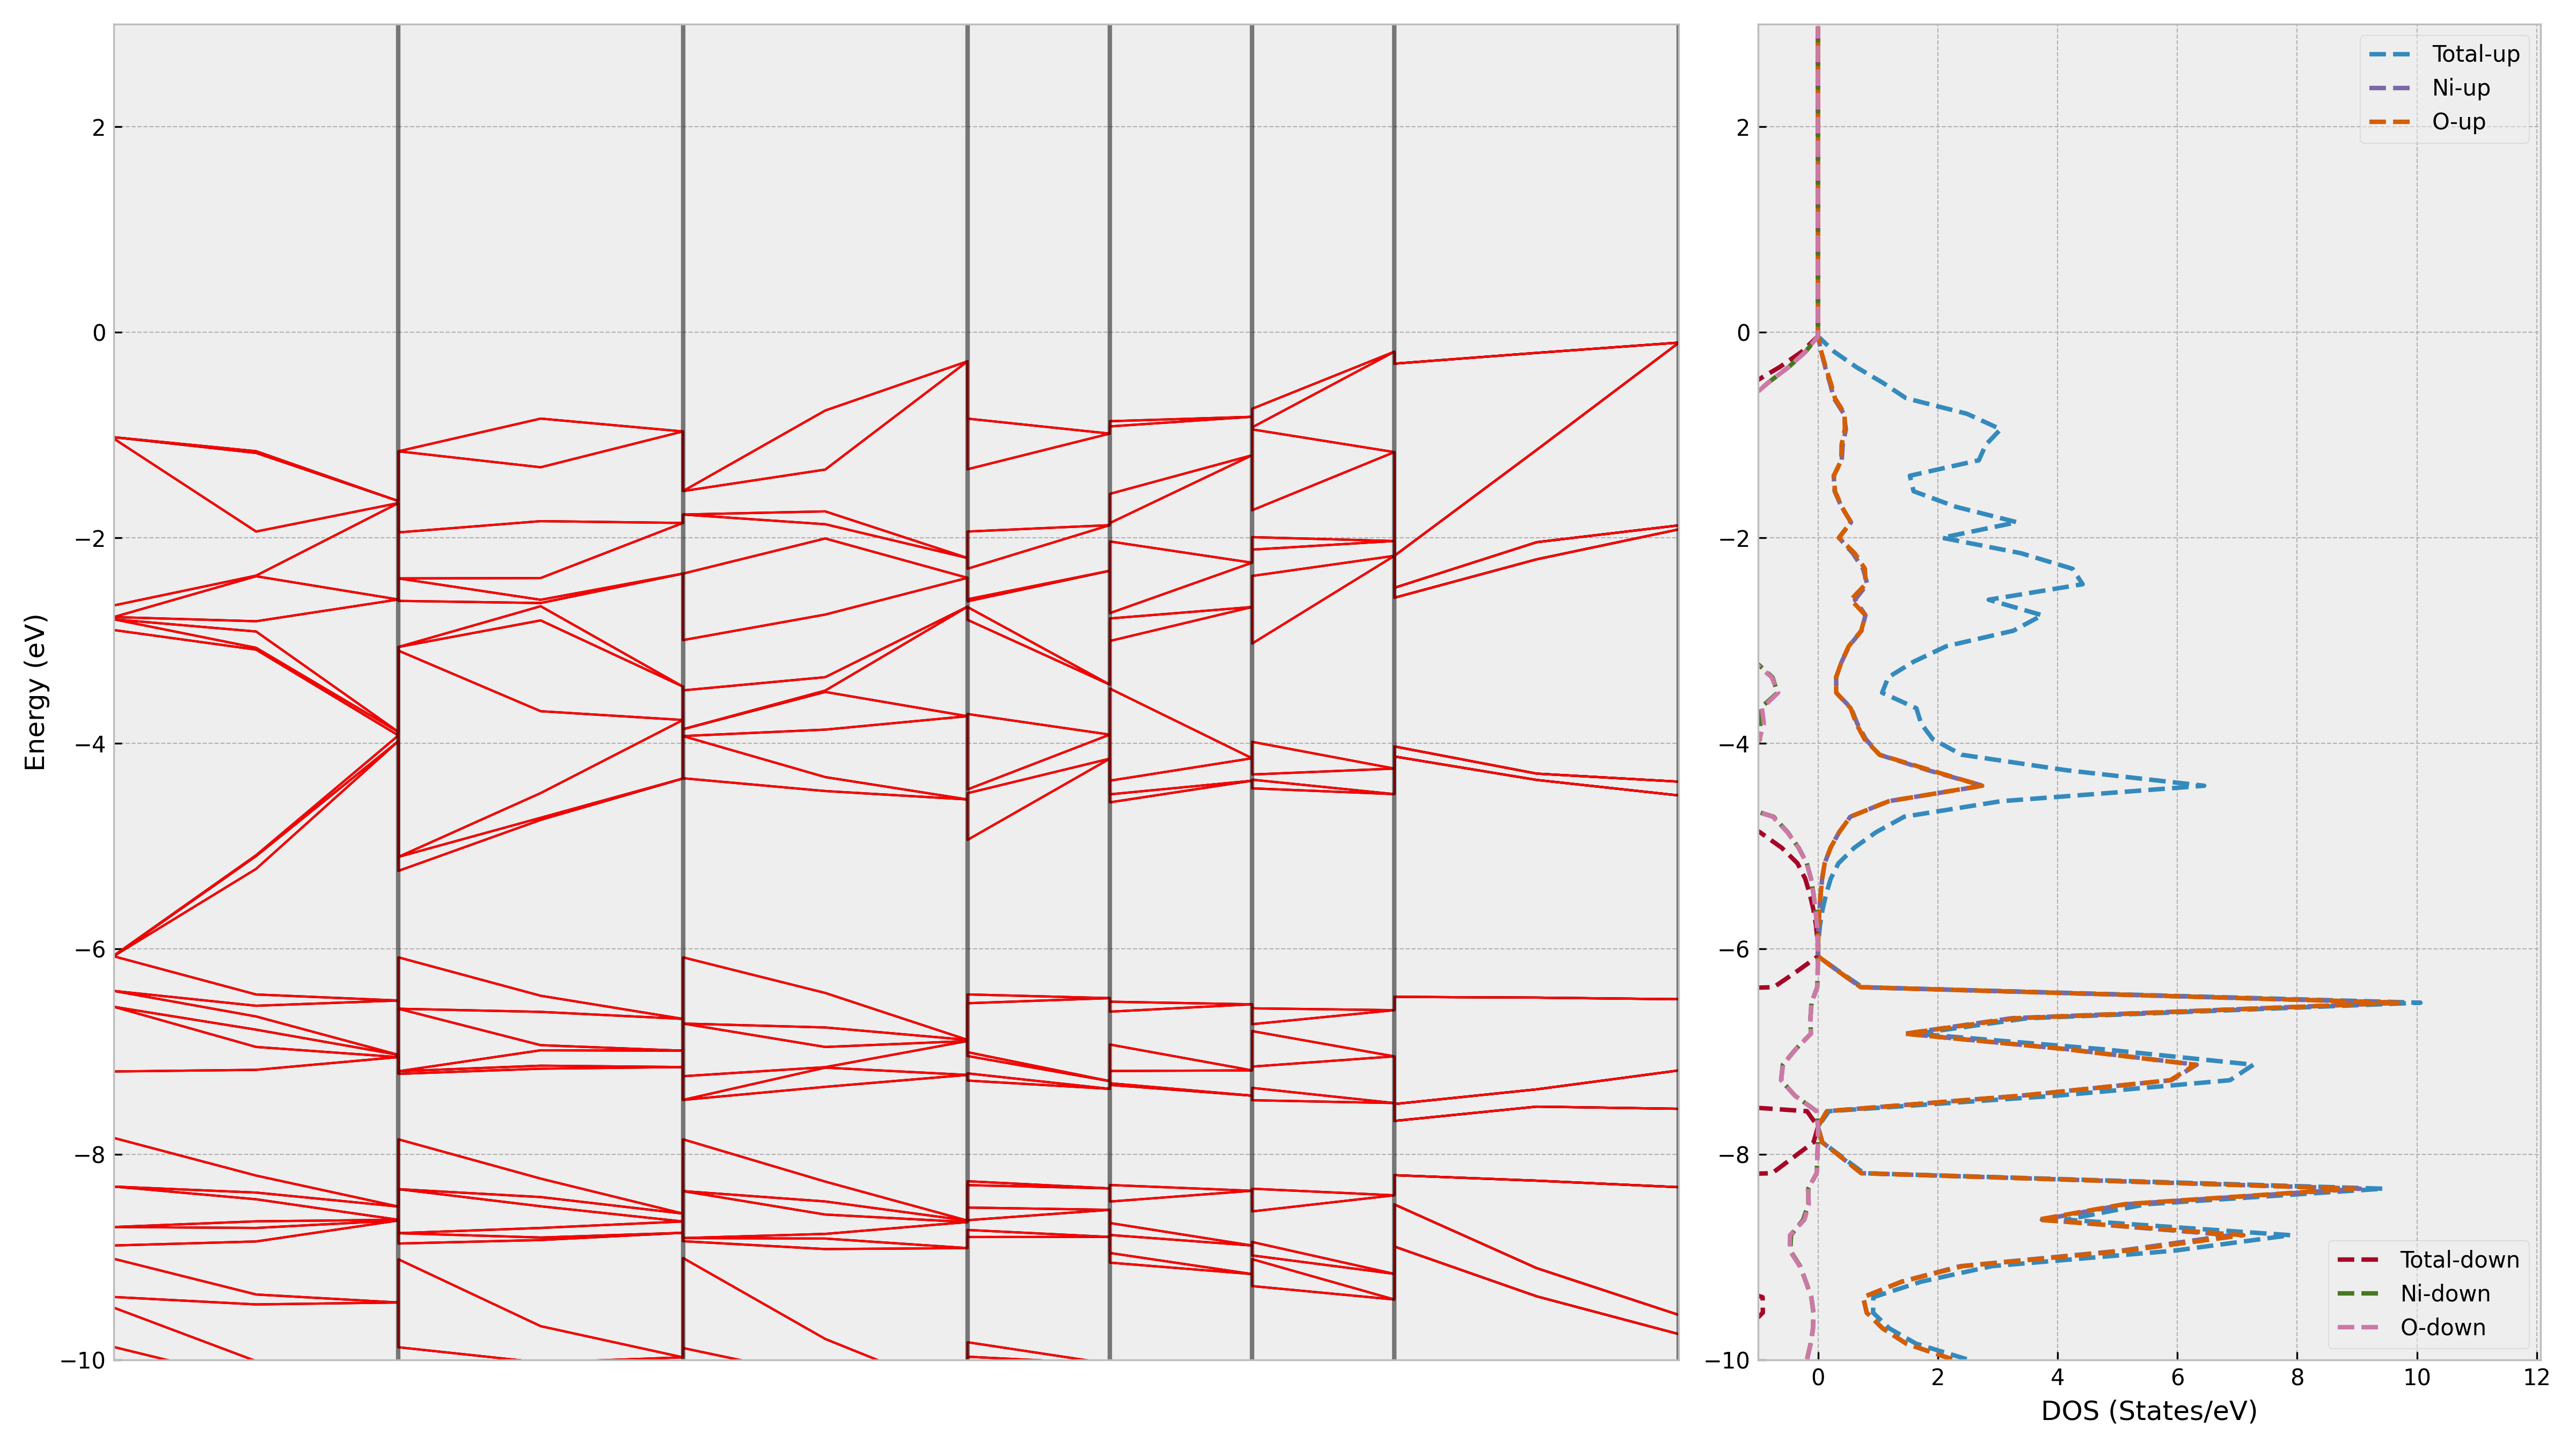 Energy (eV)
2
0
−2
−4
−6
−8
−10
Total-up
Ni-up
O-up
2
0
−2
−4
−6
−8
−10
Total-down
Ni-down
O-down
0 2 4 6 8 10 12
DOS (States/eV)